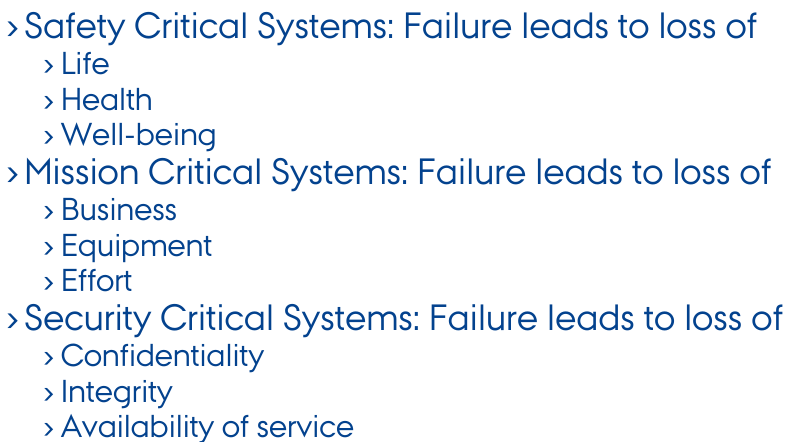 › Safety Critical Systems: Failure leads to loss of
› Life
› Health
› Well-being
› Mission Critical Systems: Failure leads to loss of
› Business
› Equipment
› Effort
› Security Critical Systems: Failure leads to loss of
› Confidentiality
› Integrity
› Availability of service